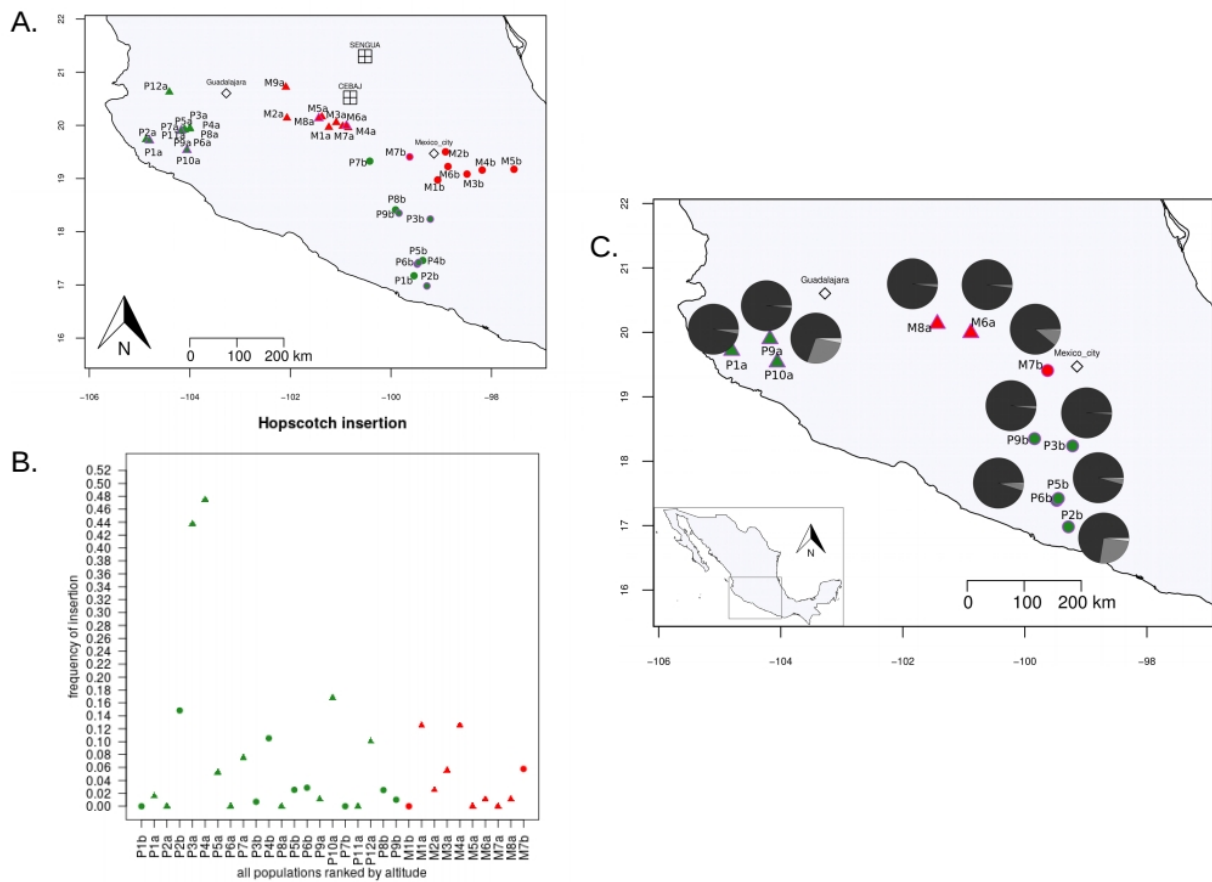 A.
22
21
20
19
18
17
16
SENGUA
CEBAJ
Guadalajara
Mexico_city
P12a
M9a
M2a
M5a
M8a
M3a
M6a
M1a
M7a
M4a
P3a
P5a
P7a
P4a
P11a
P8a
P2a
P9a
P6a
P1a
P10a
P7b
M7b
M2b
M6b
M4b
M5b
M1b
M3b
P8b
P9b
P3b
P5b
P6b
P4b
P1b
P2b
N
0 100 200 km
−106 −104 −102 −100 −98
Hopscotch insertion
B.
frequency of insertion
0.52
0.50
0.48
0.46
0.44
0.42
0.40
0.38
0.36
0.34
0.32
0.30
0.28
0.26
0.24
0.22
0.20
0.18
0.16
0.14
0.12
0.10
0.08
0.06
0.04
0.02
0.00
P1b P1a P2a P2b P3a P4a P5a P6a P7a P3b P4b P8a P5b P6b P9a P10a P7b P11a P12a P8b P9b M1b M1a M2a M3a M4a M5a M6a M7a M8a M7b
all populations ranked by altitude
C.
22
21
20
19
18
17
16
Guadalajara
Mexico_city
M8a
M6a
P1a
P9a
P10a
M7b
P9b
P3b
P5b
P6b
P2b
N
0 100 200 km
−106 −104 −102 −100 −98